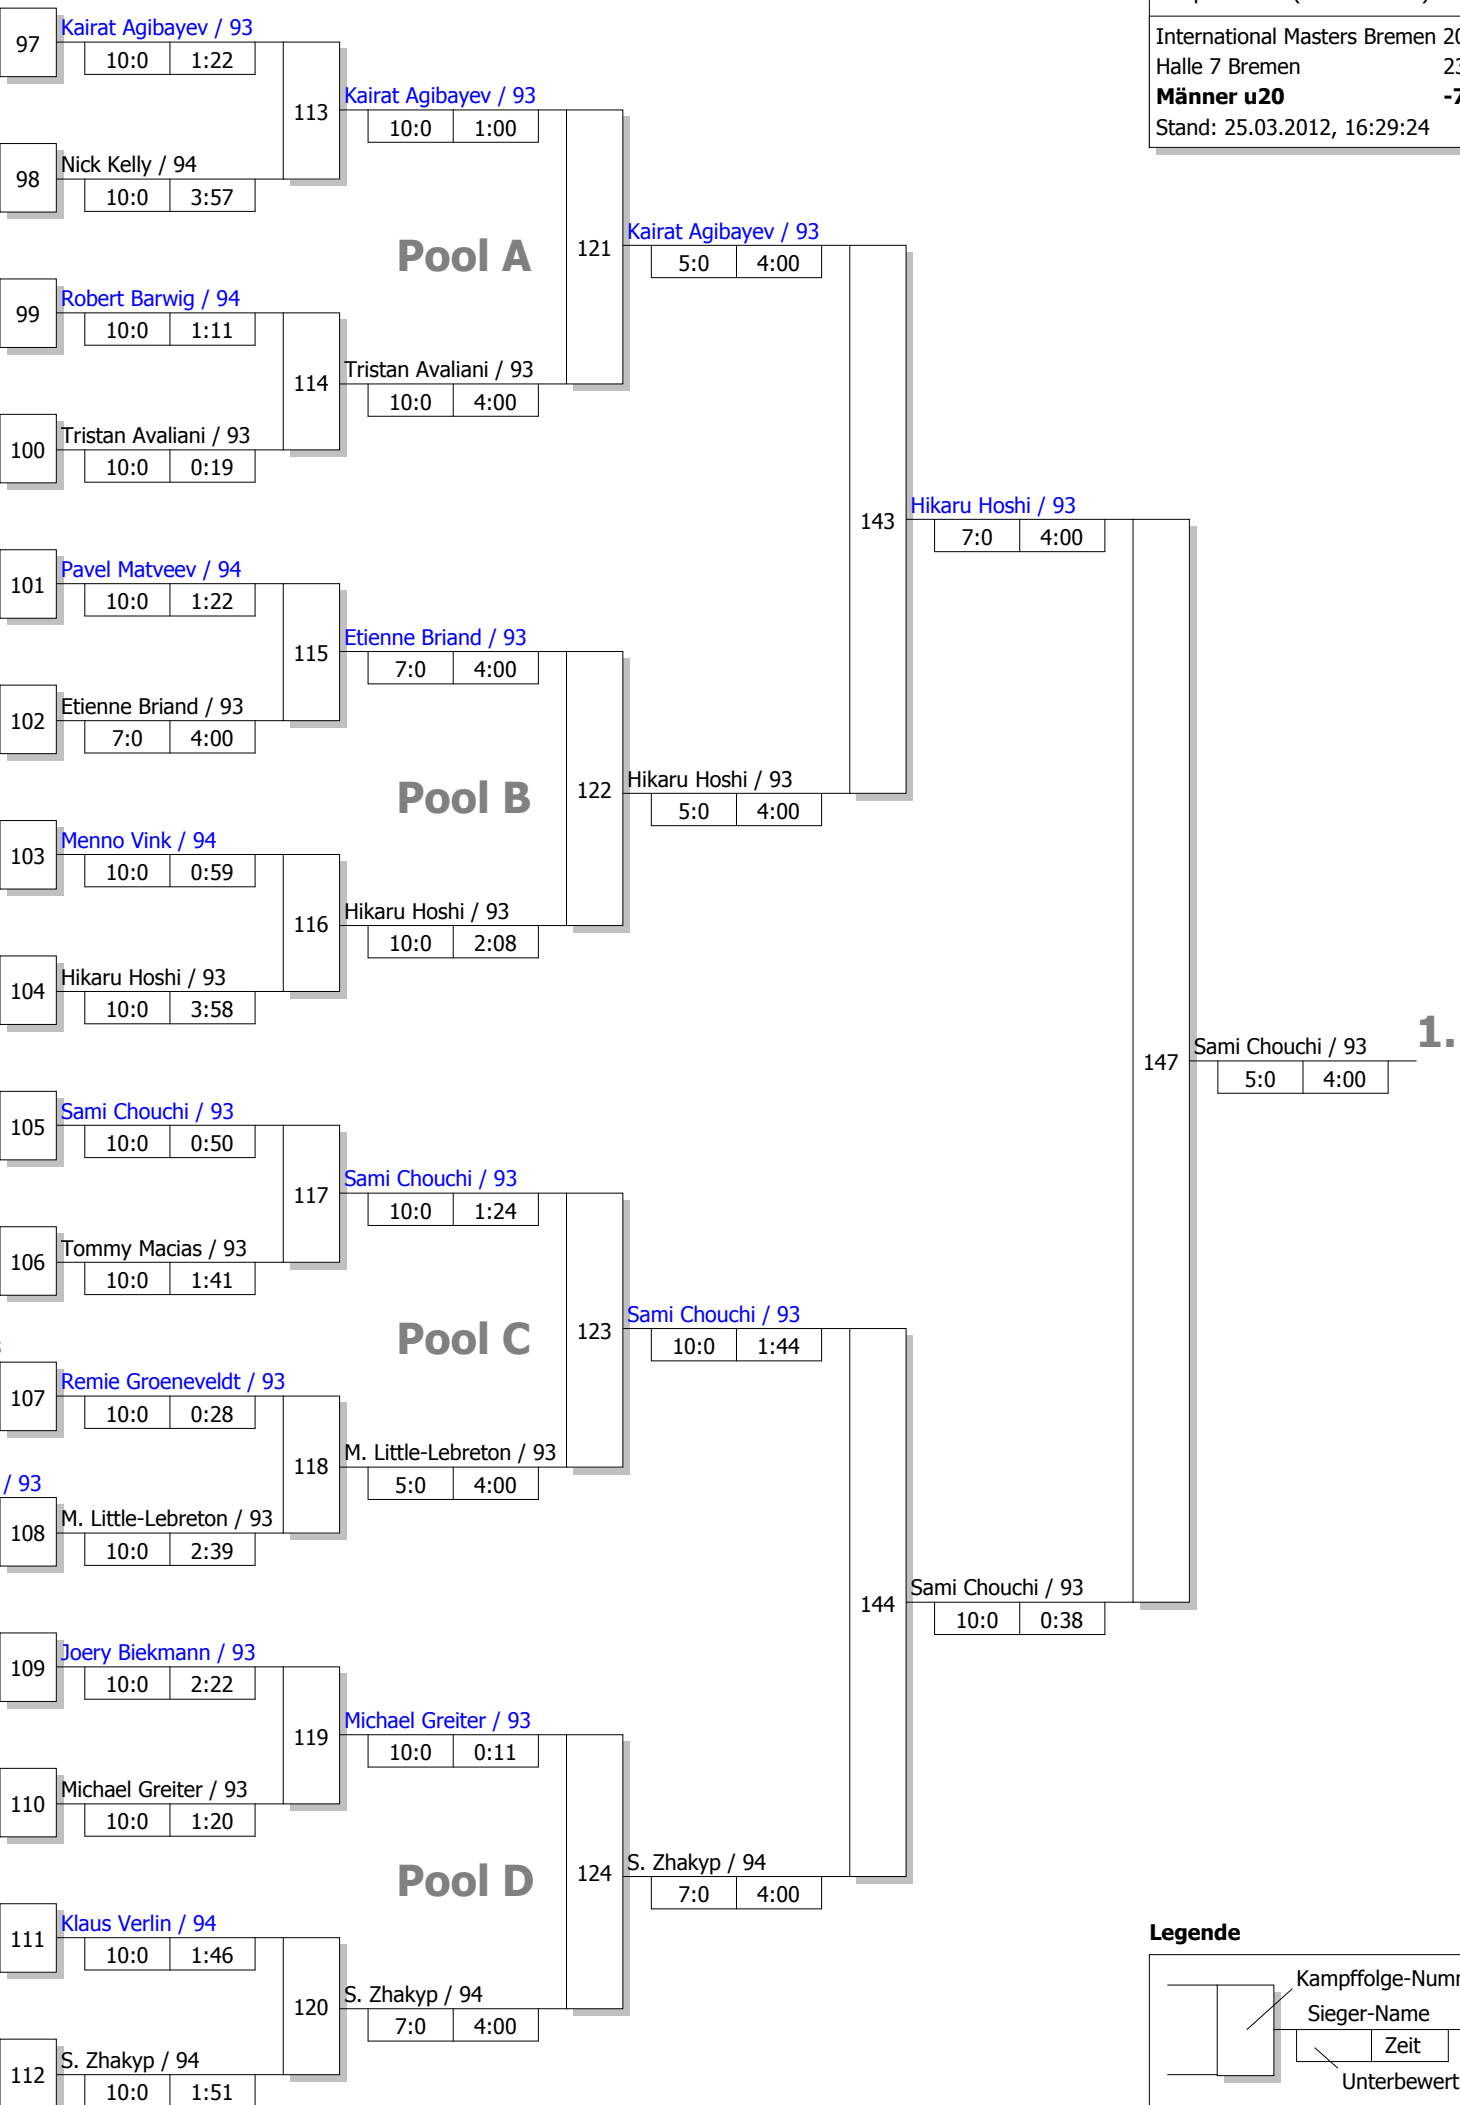 International Masters Bremen 20
Halle 7 Bremen 23
Männer u20 -7
Stand: 25.03.2012, 16:29:24
97 Kairat Agibayev / 93
10:0 1:22
113 Kairat Agibayev / 93
10:0 1:00
98 Nick Kelly / 94
10:0 3:57
Pool A
121 Kairat Agibayev / 93
5:0 4:00
99 Robert Barwig / 94
10:0 1:11
114 Tristan Avaliani / 93
10:0 4:00
100 Tristan Avaliani / 93
10:0 0:19
143 Hikaru Hoshi / 93
7:0 4:00
101 Pavel Matveev / 94
10:0 1:22
115 Etienne Briand / 93
7:0 4:00
102 Etienne Briand / 93
7:0 4:00
Pool B
122 Hikaru Hoshi / 93
5:0 4:00
103 Menno Vink / 94
10:0 0:59
116 Hikaru Hoshi / 93
10:0 2:08
104 Hikaru Hoshi / 93
10:0 3:58
147 Sami Chouchi / 93 1.
5:0 4:00
105 Sami Chouchi / 93
10:0 0:50
117 Sami Chouchi / 93
10:0 1:24
106 Tommy Macias / 93
10:0 1:41
Pool C
123 Sami Chouchi / 93
10:0 1:44
107 Remie Groeneveldt / 93
10:0 0:28
118 M. Little-Lebreton / 93
5:0 4:00
/ 93
108 M. Little-Lebreton / 93
10:0 2:39
144 Sami Chouchi / 93
10:0 0:38
109 Joery Biekmann / 93
10:0 2:22
119 Michael Greiter / 93
10:0 0:11
110 Michael Greiter / 93
10:0 1:20
Pool D
124 S. Zhakyp / 94
7:0 4:00
111 Klaus Verlin / 94
10:0 1:46
120 S. Zhakyp / 94
7:0 4:00
112 S. Zhakyp / 94
10:0 1:51
Legende
Kampffolge-Num
Sieger-Name
Zeit
Unterbewert